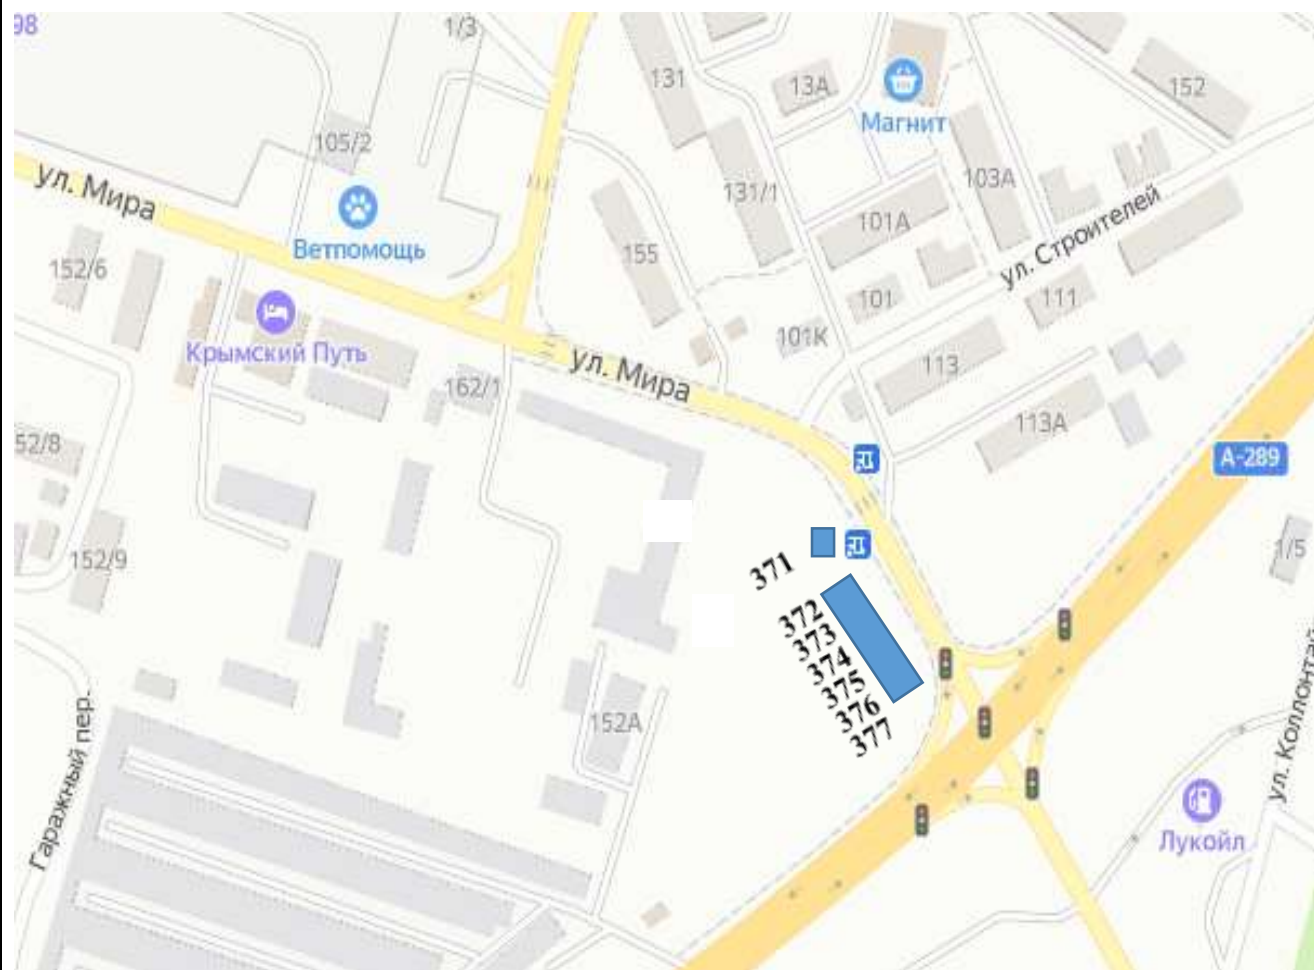 98
1/3
131
13А
Магнит
152
105/2
ул. Мира
Ветпомощь
131/1
103А
101А
ул. Строителей
152/6
155
101
111
Крымский Путь
101К
162/1
ул. Мира
113
113А
52/8
А-289
152/9
1/5
371
372
373
374
375
376
377
152А
Гаражный пер.
ул. Коллонтай
Лукойл